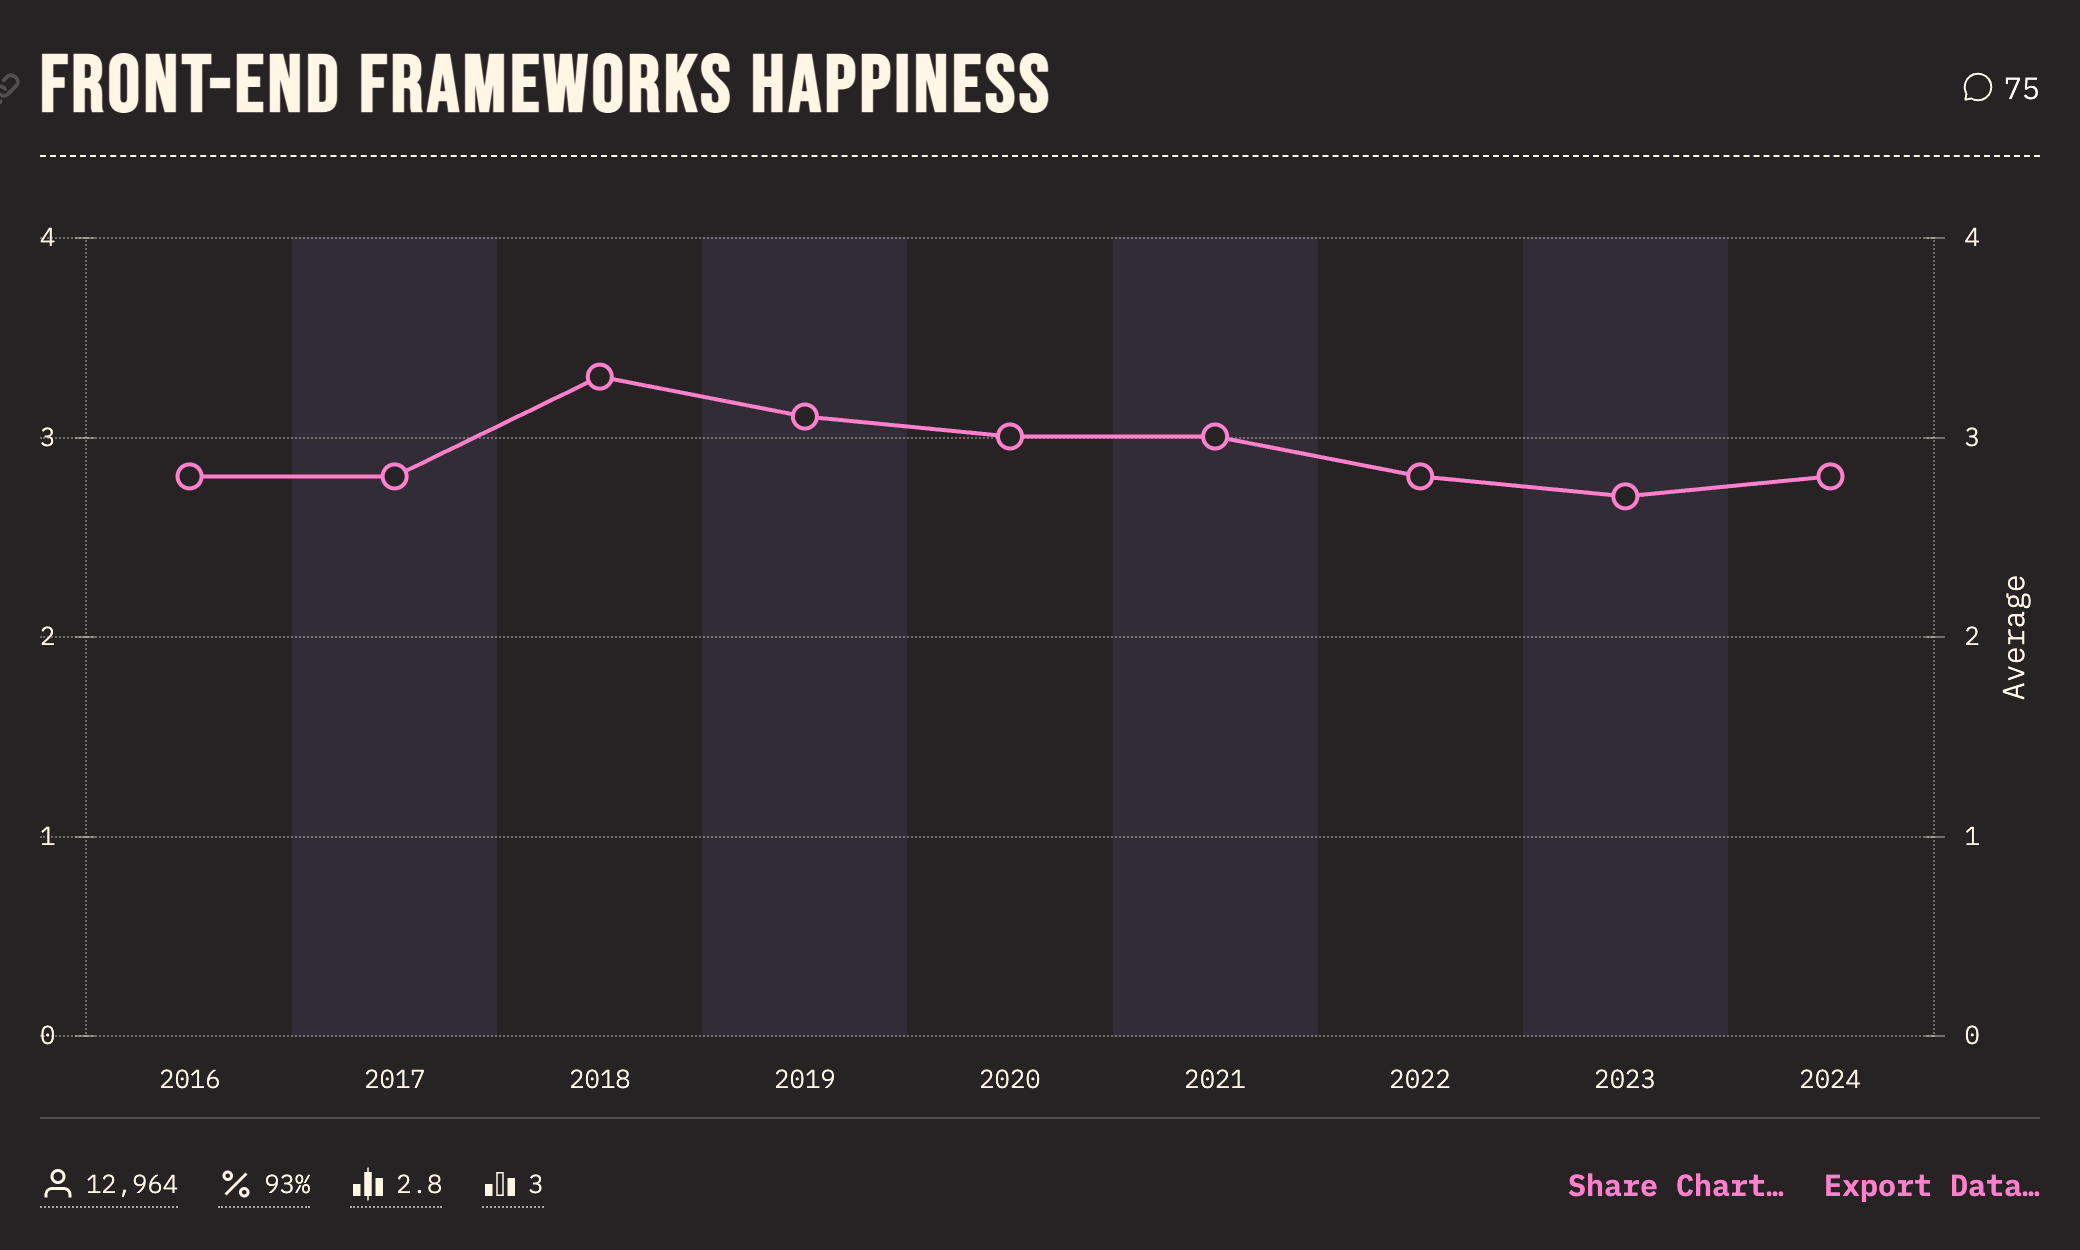 FRONT-END FRAMEWORKS HAPPINESS
75
4 4
3 3
2 2
Average
1 1
0 0
2016 2017 2018 2019 2020 2021 2022 2023 2024
12,964 93% 2.8 3 Share Chart… Export Data…